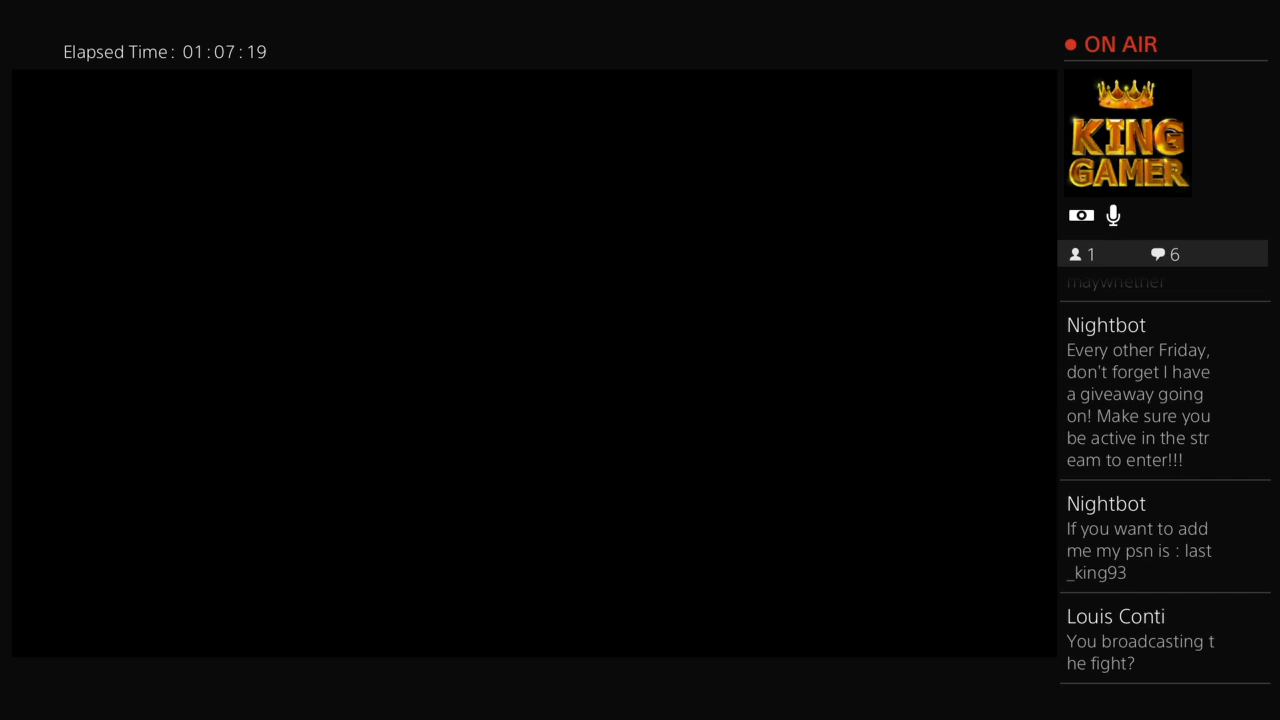 Elapsed Time: 01:07:19
ON AIR
KING
GAMER
1 6
maywhether
Nightbot
Every other Friday,
don't forget I have
a giveaway going
on! Make sure you
be active in the str
eam to enter!!!
Nightbot
If you want to add
me my psn is : last
_king93
Louis Conti
You broadcasting t
he fight?